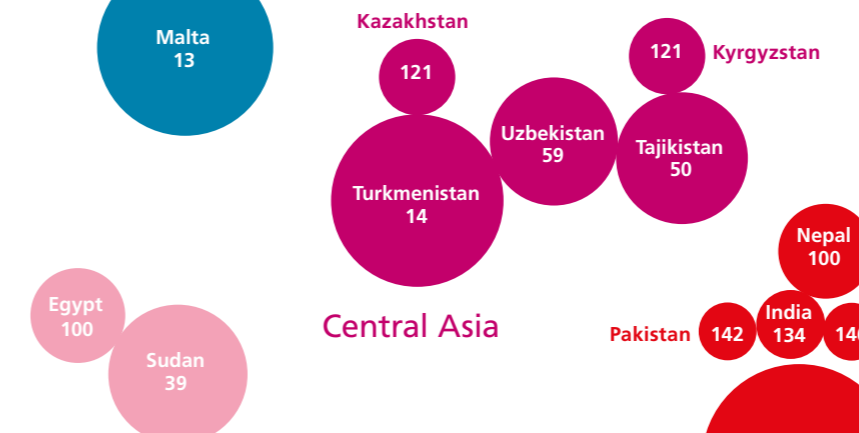 Malta
13
Kazakhstan
121
121
Kyrgyzstan
Uzbekistan
59
Tajikistan
50
Turkmenistan
14
Nepal
100
Egypt
100
Central Asia
Pakistan
142
India
134
Sudan
39